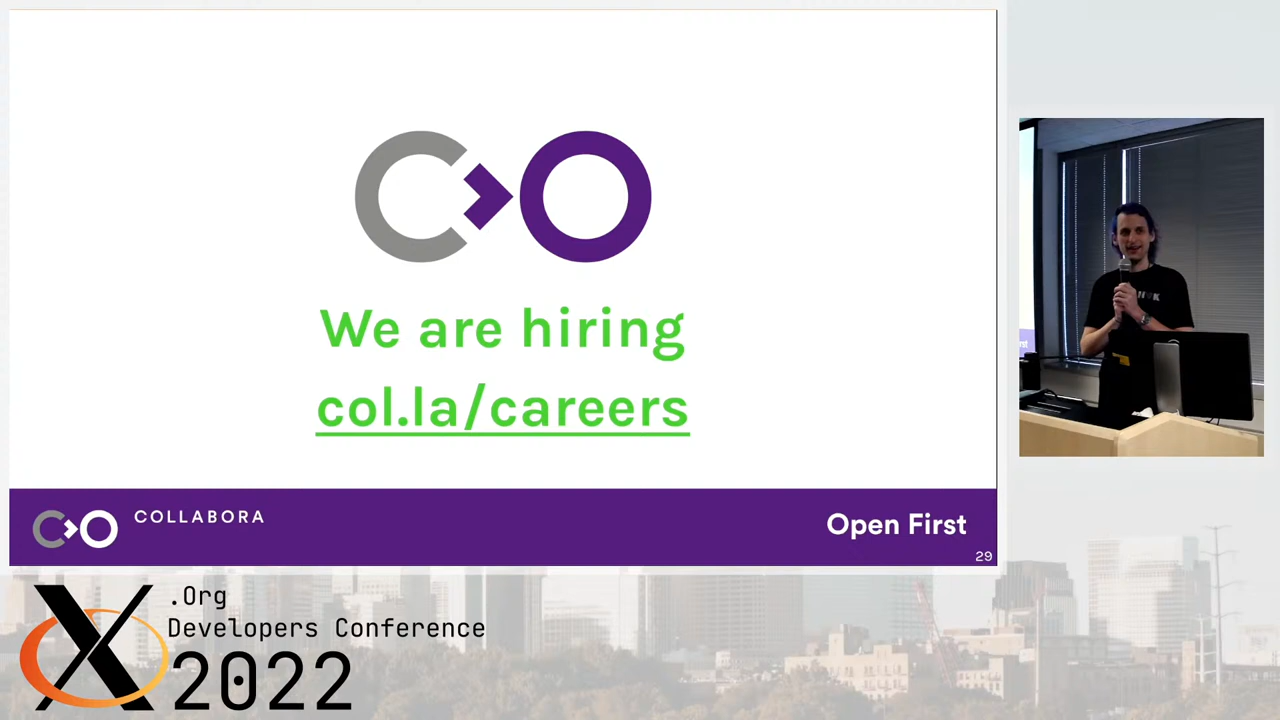 We are hiring
col.la/careers
COLLABORA
Open First
29
.Org
Developers Conference
2022